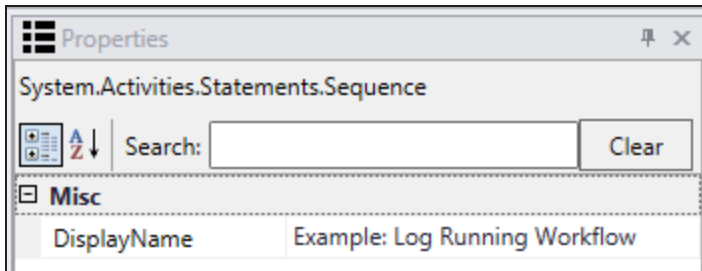 Properties
System.Activities.Statements.Sequence
A Z Search: Clear
Misc
DisplayName Example: Log Running Workflow